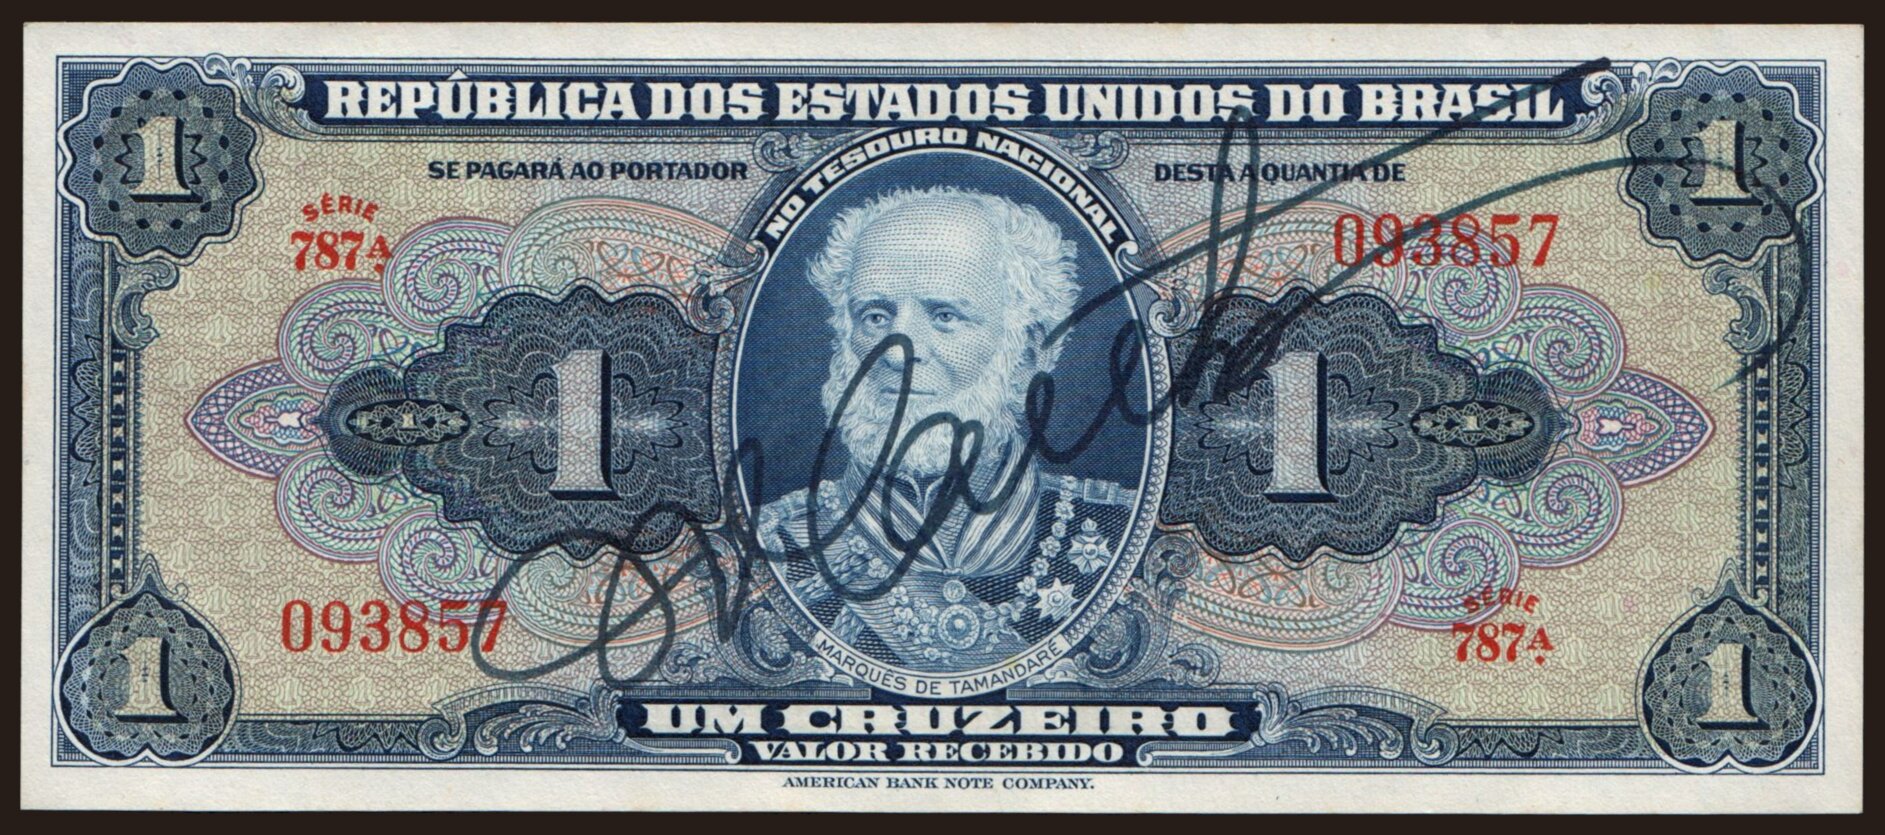 1 REPÚBLICA DOS ESTADOS UNIDOS DO BRASIL 1
SE PAGARÁ AO PORTADOR
NO TESOURO NACIONAL
DESTA A QUANTIA DE
SÉRIE
787A
093857
1 1 1 1
093857
SÉRIE
787A
MARQUÊS DE TAMANDARÉ
1 UM CRUZEIRO 1
VALOR RECEBIDO
AMERICAN BANK NOTE COMPANY.